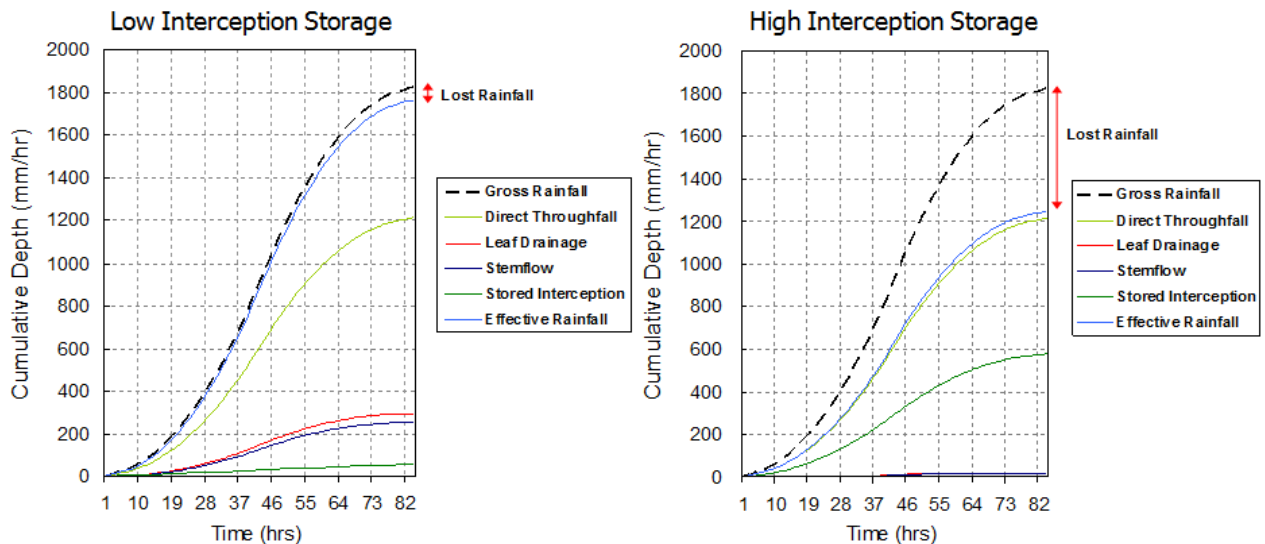 Low Interception Storage
2000
1800
1600
1400
1200
1000
800
600
400
200
0
Cumulative Depth (mm/hr)
1 10 19 28 37 46 55 64 73 82
Time (hrs)
Lost Rainfall
Gross Rainfall
Direct Throughfall
Leaf Drainage
Stemflow
Stored Interception
Effective Rainfall
High Interception Storage
2000
1800
1600
1400
1200
1000
800
600
400
200
0
Cumulative Depth (mm/hr)
1 10 19 28 37 46 55 64 73 82
Time (hrs)
Lost Rainfall
Gross Rainfall
Direct Throughfall
Leaf Drainage
Stemflow
Stored Interception
Effective Rainfall